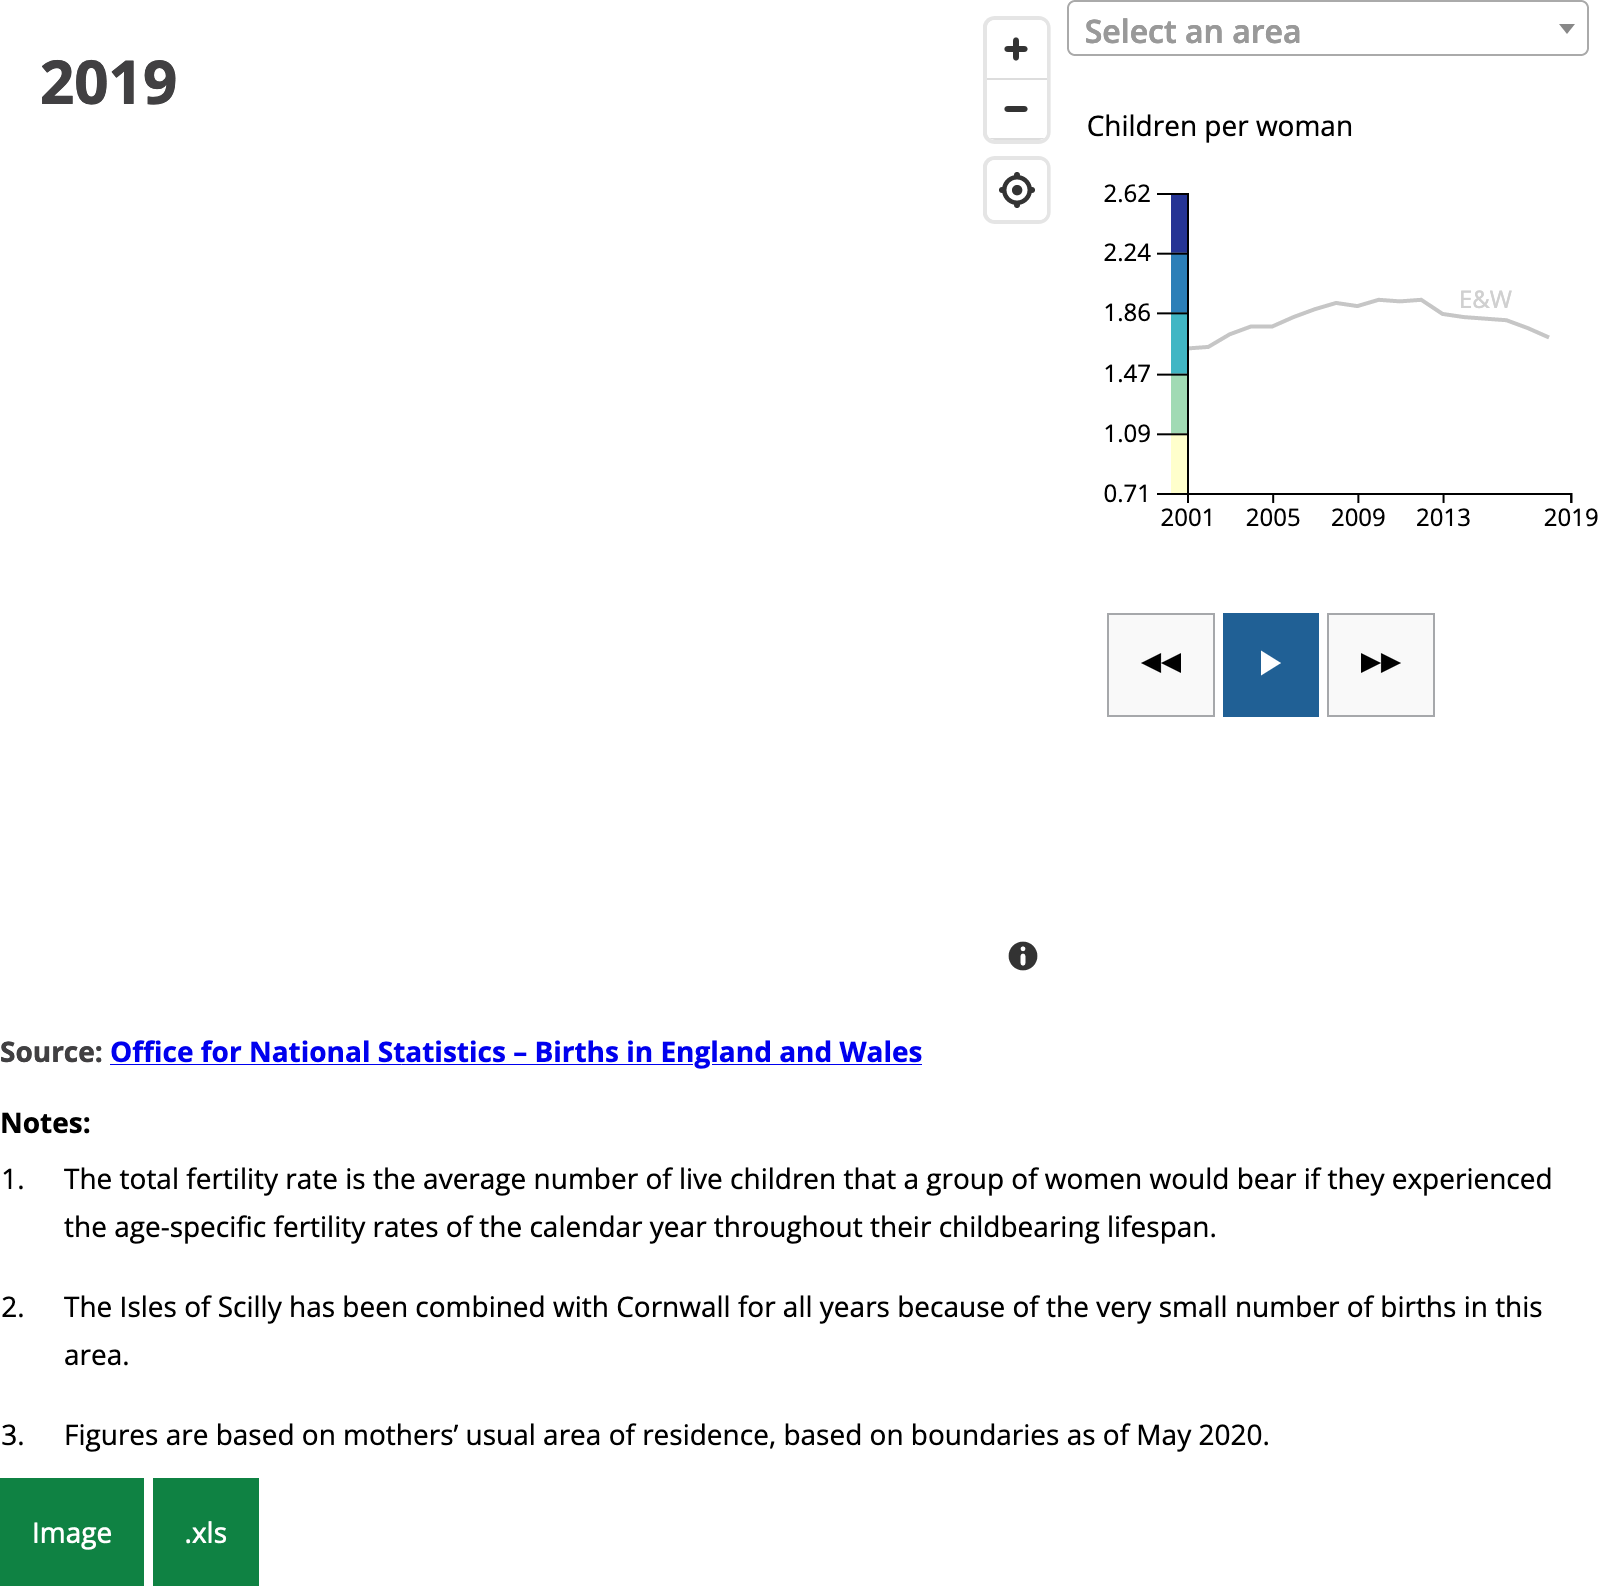 2019
Select an area
Children per woman
2.62
2.24
1.86
1.47
1.09
0.71
E&W
2001 2005 2009 2013 2019
Source: Office for National Statistics – Births in England and Wales
Notes:
1. The total fertility rate is the average number of live children that a group of women would bear if they experienced
the age-specific fertility rates of the calendar year throughout their childbearing lifespan.
2. The Isles of Scilly has been combined with Cornwall for all years because of the very small number of births in this
area.
3. Figures are based on mothers’ usual area of residence, based on boundaries as of May 2020.
Image .xls